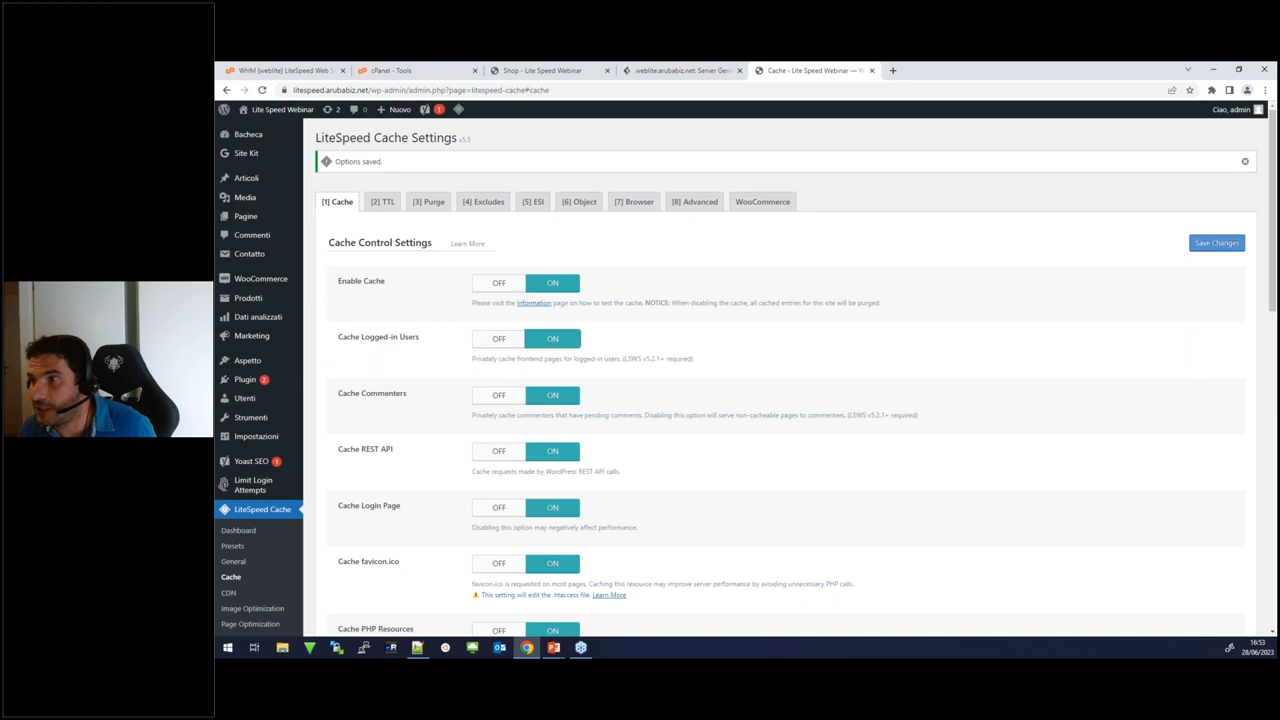 WHM [weblite] LiteSpeed Web S
cPanel - Tools
Shop - Lite Speed Webinar
weblite.arubabiz.net: Server Gene
Cache ‹ Lite Speed Webinar —
litespeed.arubabiz.net/wp-admin/admin.php?page=litespeed-cache#cache
Lite Speed Webinar
2
0
Nuovo
1
Ciao, admin
Bacheca
Site Kit
Articoli
Media
Pagine
Commenti
Contatto
WooCommerce
Prodotti
Dati analizzati
Marketing
Aspetto
Plugin 2
Utenti
Strumenti
Impostazioni
Yoast SEO 1
Limit Login
Attempts
LiteSpeed Cache
Dashboard
Presets
General
Cache
CDN
Image Optimization
Page Optimization
LiteSpeed Cache Settings v5.5
Options saved.
[1] Cache
[2] TTL
[3] Purge
[4] Excludes
[5] ESI
[6] Object
[7] Browser
[8] Advanced
WooCommerce
Cache Control Settings
Learn More
Save Changes
Enable Cache
OFF ON
Please visit the Information page on how to test the cache. NOTICE: When disabling the cache, all cached entries for this site will be purged.
Cache Logged-in Users
OFF ON
Privately cache frontend pages for logged-in users. (LSWS v5.2.1+ required)
Cache Commenters
OFF ON
Privately cache commenters that have pending comments. Disabling this option will serve non-cacheable pages to commenters. (LSWS v5.2.1+ required)
Cache REST API
OFF ON
Cache requests made by WordPress REST API calls.
Cache Login Page
OFF ON
Disabling this option may negatively affect performance.
Cache favicon.ico
OFF ON
favicon.ico is requested on most pages. Caching this resource may improve server performance by avoiding unnecessary PHP calls.
This setting will edit the .htaccess file. Learn More
Cache PHP Resources
OFF ON
16:53
28/06/2023